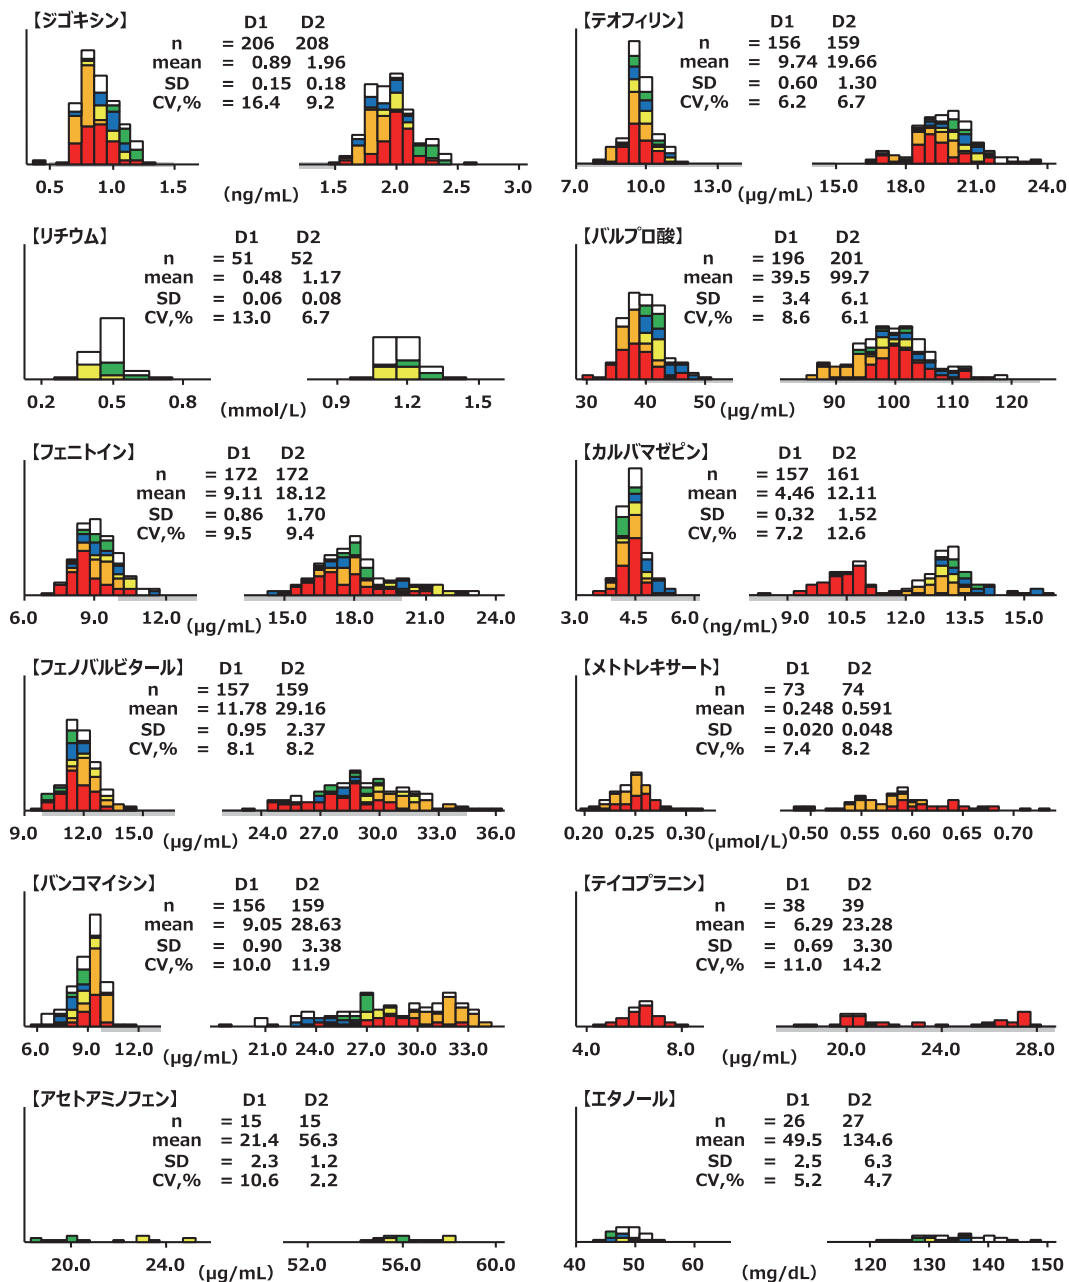 【ジゴキシン】 D1 D2
n = 206 208
mean = 0.89 1.96
SD = 0.15 0.18
CV,% = 16.4 9.2
0.5 1.0 1.5 1.5 2.0 2.5 3.0
(ng/mL)
【テオフィリン】 D1 D2
n = 156 159
mean = 9.74 19.66
SD = 0.60 1.30
CV,% = 6.2 6.7
7.0 10.0 13.0 15.0 18.0 21.0 24.0
(μg/mL)
【リチウム】 D1 D2
n = 51 52
mean = 0.48 1.17
SD = 0.06 0.08
CV,% = 13.0 6.7
0.2 0.5 0.8 0.9 1.2 1.5
(mmol/L)
【バルプロ酸】 D1 D2
n = 196 201
mean = 39.5 99.7
SD = 3.4 6.1
CV,% = 8.6 6.1
30 40 50 90 100 110 120
(μg/mL)
【フェニトイン】 D1 D2
n = 172 172
mean = 9.11 18.12
SD = 0.86 1.70
CV,% = 9.5 9.4
6.0 9.0 12.0 15.0 18.0 21.0 24.0
(μg/mL)
【カルバマゼピン】 D1 D2
n = 157 161
mean = 4.46 12.11
SD = 0.32 1.52
CV,% = 7.2 12.6
3.0 4.5 6.0 9.0 10.5 12.0 13.5 15.0
(ng/mL)
【フェノバルビタール】 D1 D2
n = 157 159
mean = 11.78 29.16
SD = 0.95 2.37
CV,% = 8.1 8.2
9.0 12.0 15.0 24.0 27.0 30.0 33.0 36.0
(μg/mL)
【メトトレキサート】 D1 D2
n = 73 74
mean = 0.248 0.591
SD = 0.020 0.048
CV,% = 7.4 8.2
0.20 0.25 0.30 0.50 0.55 0.60 0.65 0.70
(μmol/L)
【バンコマイシン】 D1 D2
n = 156 159
mean = 9.05 28.63
SD = 0.90 3.38
CV,% = 10.0 11.9
6.0 9.0 12.0 21.0 24.0 27.0 30.0 33.0
(μg/mL)
【テイコプラニン】 D1 D2
n = 38 39
mean = 6.29 23.28
SD = 0.69 3.30
CV,% = 11.0 14.2
4.0 8.0 20.0 24.0 28.0
(μg/mL)
【アセトアミノフェン】 D1 D2
n = 15 15
mean = 21.4 56.3
SD = 2.3 1.2
CV,% = 10.6 2.2
20.0 24.0 52.0 56.0 60.0
(μg/mL)
【エタノール】 D1 D2
n = 26 27
mean = 49.5 134.6
SD = 2.5 6.3
CV,% = 5.2 4.7
40 50 60 120 130 140 150
(mg/dL)